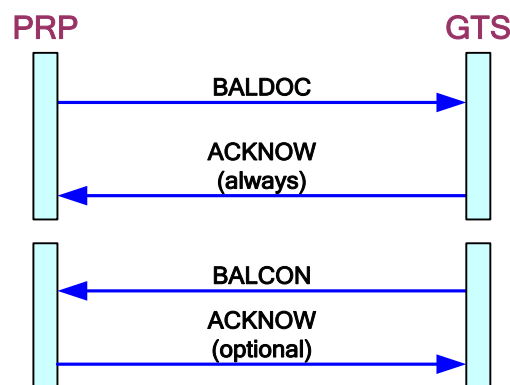 PRP GTS
BALDOC
ACKNOW
(always)
BALCON
ACKNOW
(optional)